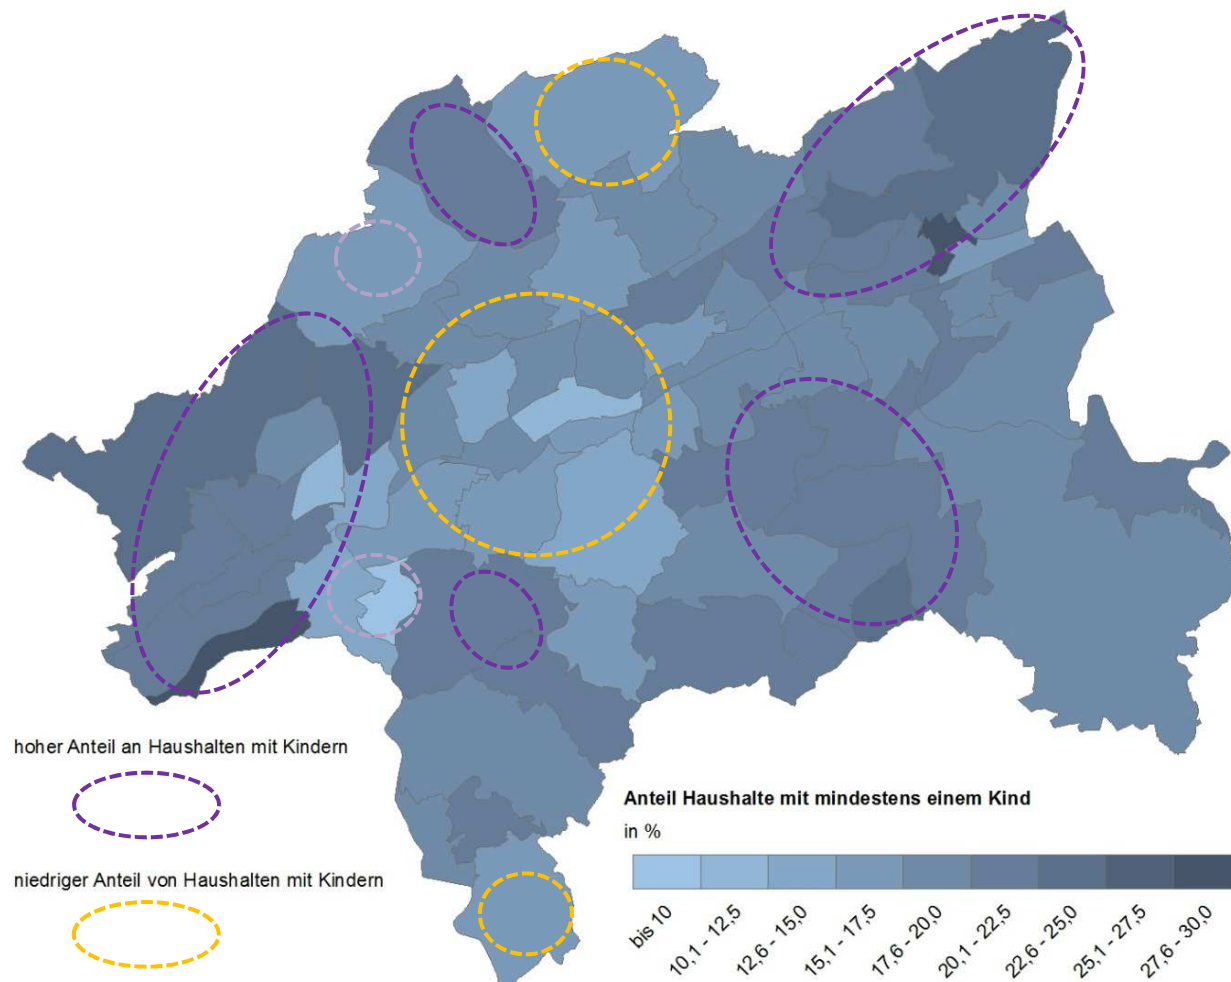 hoher Anteil an Haushalten mit Kindern
niedriger Anteil von Haushalten mit Kindern
Anteil Haushalte mit mindestens einem Kind
in %
bis 10
10,1 - 12,5
12,6 - 15,0
15,1 - 17,5
17,6 - 20,0
20,1 - 22,5
22,6 - 25,0
25,1 - 27,5
27,6 - 30,0